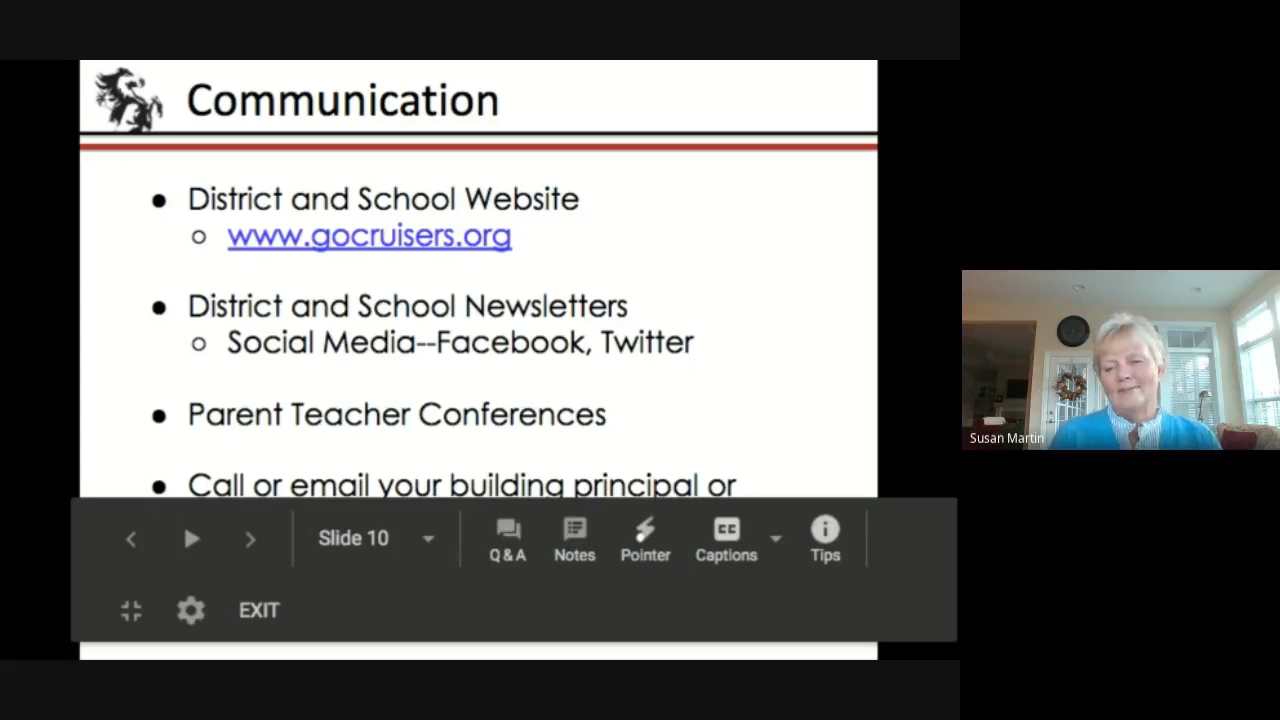 Communication
District and School Website
www.gocruisers.org
District and School Newsletters
Social Media--Facebook, Twitter
Parent Teacher Conferences
Call or email your building principal or
Slide 10
Q & A
Notes
Pointer
CC
Captions
Tips
EXIT
Susan Martin